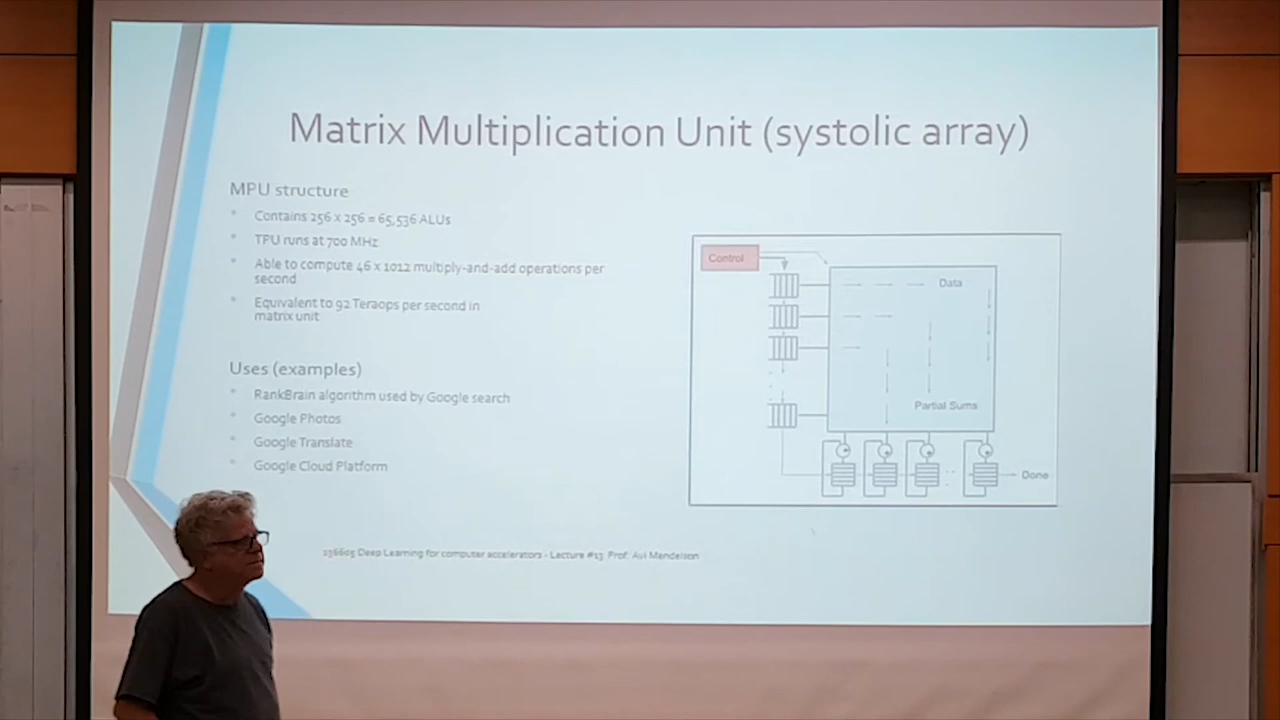 Matrix Multiplication Unit (systolic array)
MPU structure
Contains 256 x 256 = 65,536 ALUs
TPU runs at 700 MHz
Able to compute 46 x 1012 multiply-and-add operations per
second
Equivalent to 92 Teraops per second in
matrix unit
Uses (examples)
RankBrain algorithm used by Google search
Google Photos
Google Translate
Google Cloud Platform
Control
Data
Partial Sums
Done
236605 Deep Learning for computer accelerators - Lecture #13 Prof. Avi Mendelson